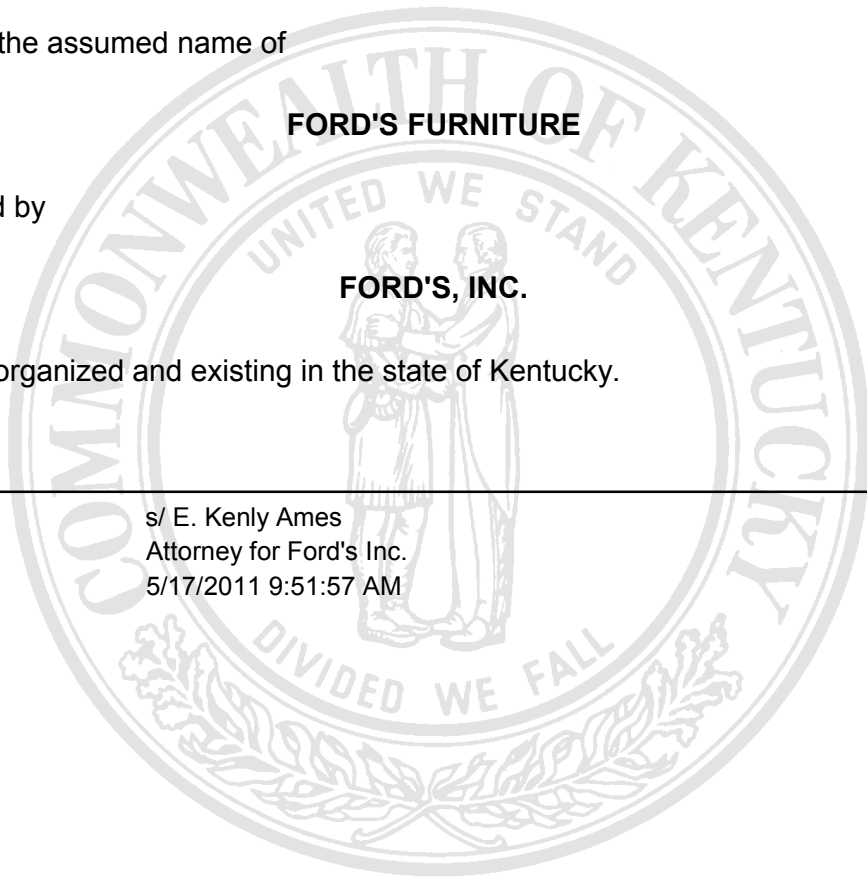 the assumed name of
FORD'S FURNITURE
d by
FORD'S, INC.
organized and existing in the state of Kentucky.
s/ E. Kenly Ames
Attorney for Ford's Inc.
5/17/2011 9:51:57 AM
COMMONWEALTH OF KENTUCKY
UNITED WE STAND
DIVIDED WE FALL